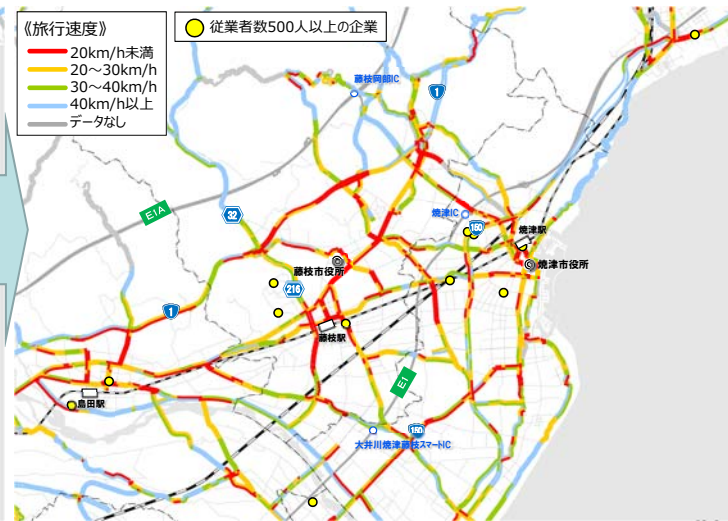 《旅行速度》
20km/h未満
20～30km/h
30～40km/h
40km/h以上
データなし
従業者数500人以上の企業
藤枝岡部IC
1
E1A
32
焼津IC
150
焼津駅
焼津市役所
藤枝市役所
216
1
藤枝駅
E1
島田駅
150
大井川焼津藤枝スマートIC